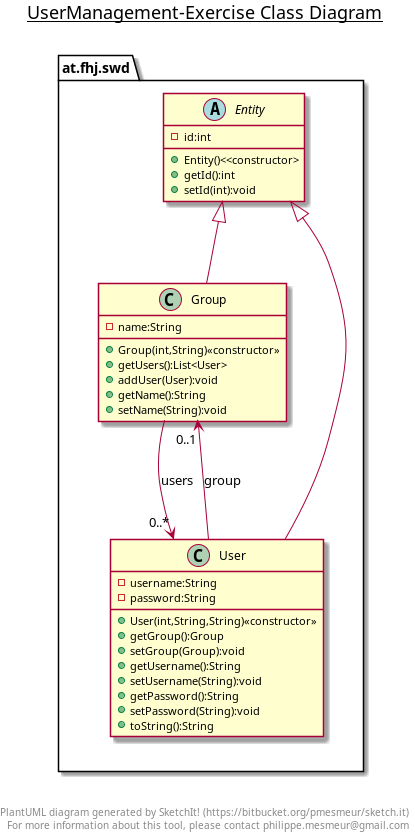 UserManagement-Exercise Class Diagram
at.fhj.swd
A Entity
id:int
Entity()<<constructor>
getId():int
setId(int):void
C Group
name:String
Group(int,String)«constructor»
getUsers():List<User>
addUser(User):void
getName():String
setName(String):void
0..1
users group
0..*
C User
username:String
password:String
User(int,String,String)«constructor»
getGroup():Group
setGroup(Group):void
getUsername():String
setUsername(String):void
getPassword():String
setPassword(String):void
toString():String
PlantUML diagram generated by SketchIt! (https://bitbucket.org/pmesmeur/sketch.it)
For more information about this tool, please contact philippe.mesmeur@gmail.com